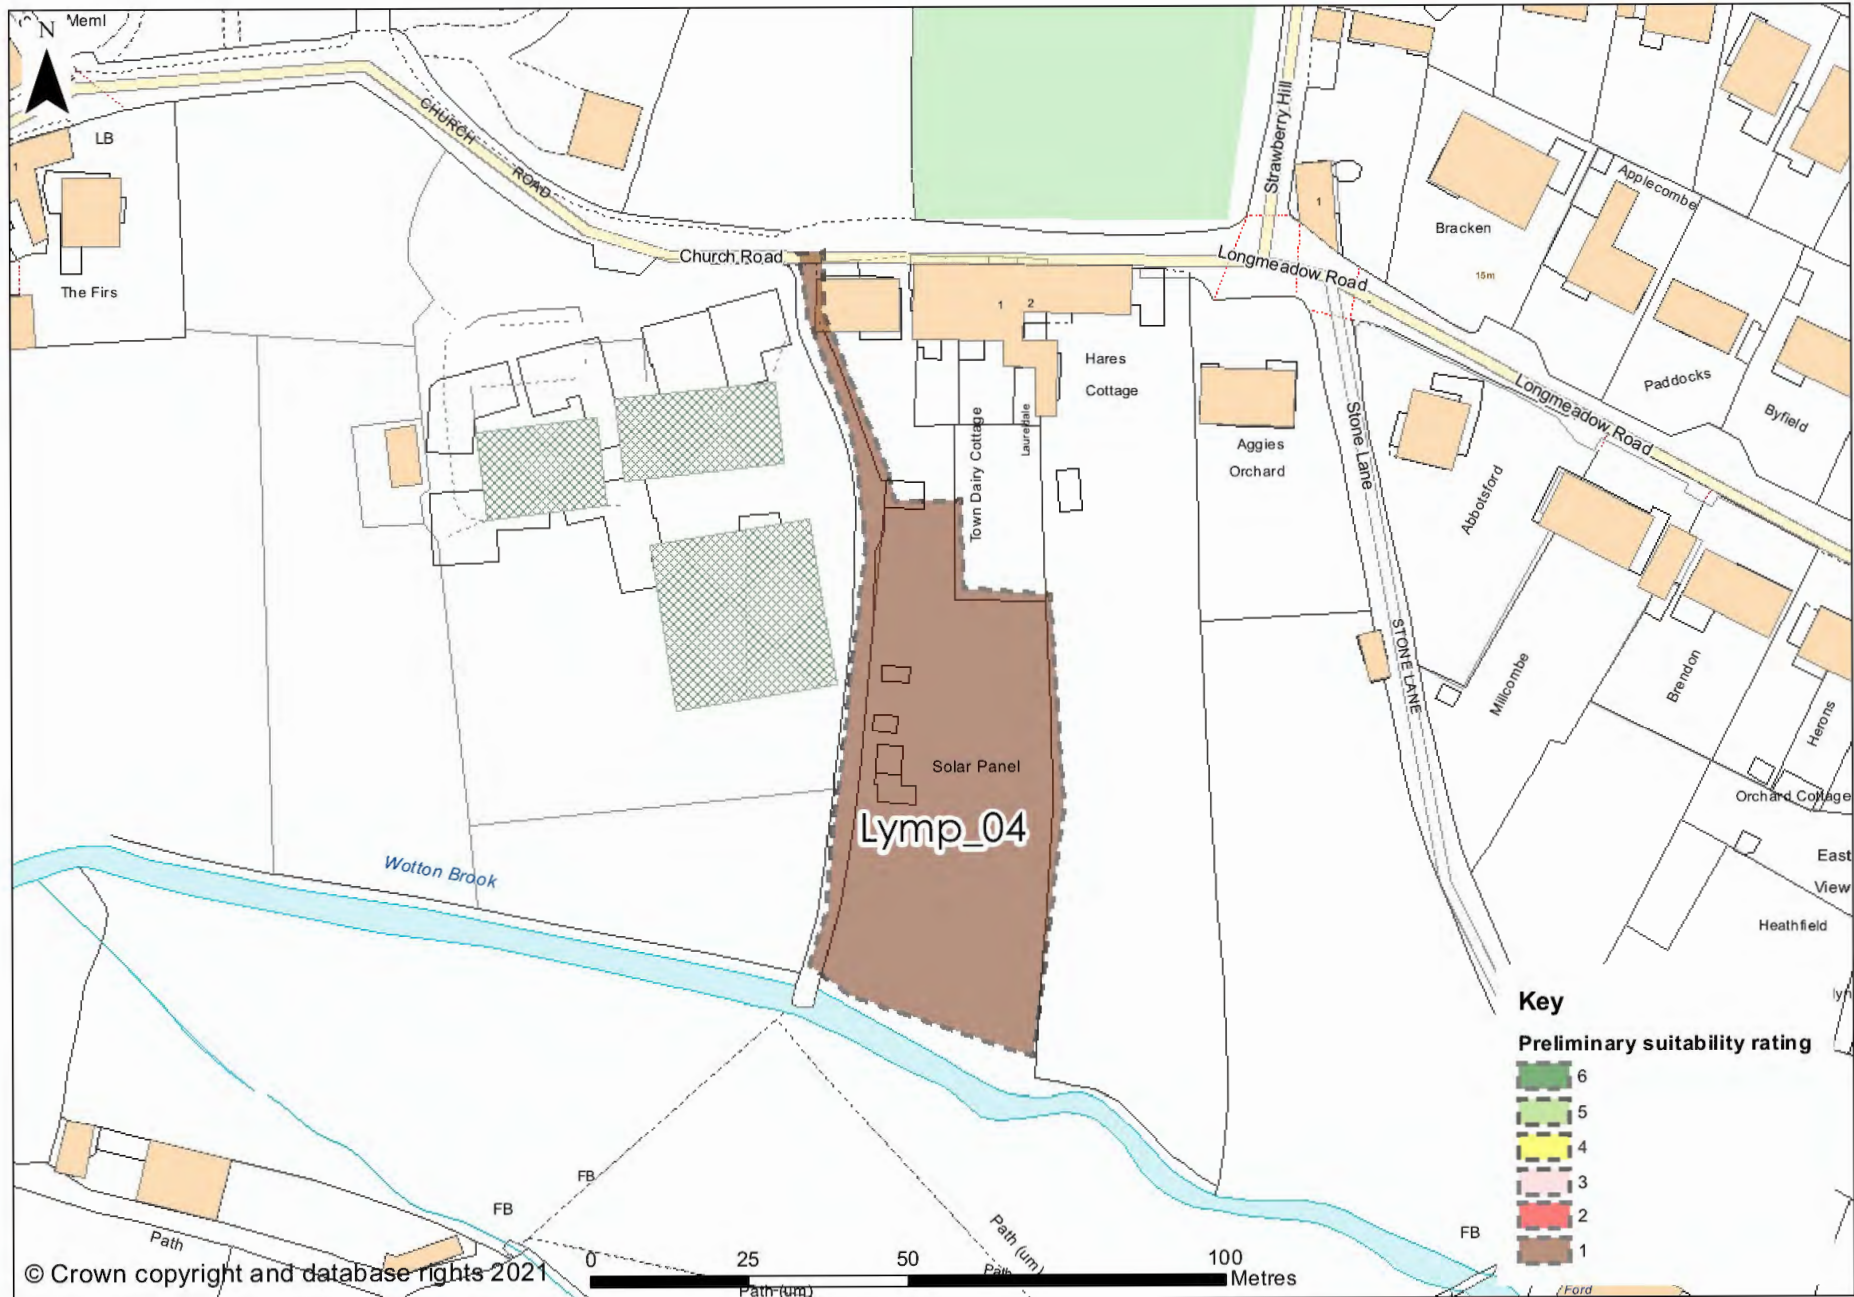 N
Meml
CHURCH
ROAD
LB
1
The Firs
Church Road
Strawberry Hill
1
Longmeadow Road
Bracken
15m
Applecombe
Paddocks
Byfield
Longmeadow Road
1
2
Hares
Cottage
Town Dairy Cottage
Laurendale
Aggies
Orchard
Stone Lane
STONE LANE
Abbotsford
Millcombe
Brendon
Herons
Orchard Cottage
East
View
Heathfield
Solar Panel
Lymp_04
Wotton Brook
Key
Preliminary suitability rating
6
5
4
3
2
1
FB
FB
FB
Path
Path (um)
Path
Path (um)
Ford
© Crown copyright and database rights 2021
0
25
50
100
Metres